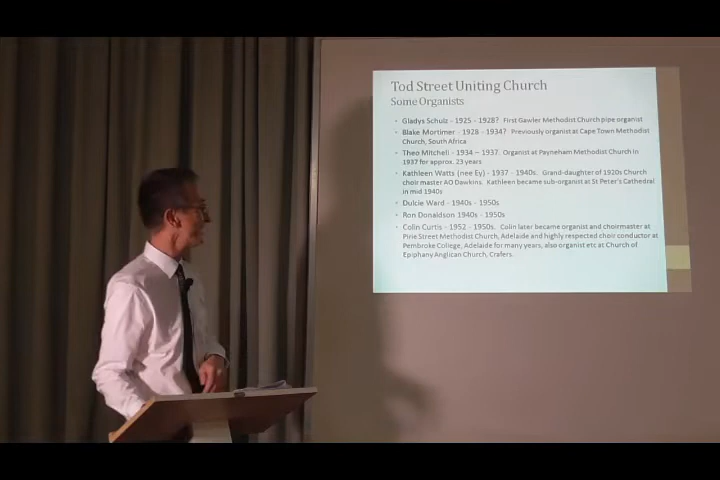 Tod Street Uniting Church
Some Organists
Gladys Schulz - 1925 - 1928? First Gawler Methodist Church pipe organist
Blake Mortimer - 1928 - 1934? Previously organist at Cape Town Methodist
Church, South Africa
Theo Mitchell - 1934 - 1937. Organist at Payneham Methodist Church in
1937 for approx. 23 years
Kathleen Watts (nee Ey) - 1937 - 1940s. Grand-daughter of 1920s Church
choir master AO Dawkins. Kathleen became sub-organist at St Peter's Cathedral
in mid 1940s
Dulcie Ward - 1940s - 1950s
Ron Donaldson 1940s - 1950s
Colin Curtis - 1952 - 1950s. Colin later became organist and choirmaster at
Pirie Street Methodist Church, Adelaide and highly respected choir conductor at
Pembroke College, Adelaide for many years, also organist etc at Church of
Epiphany Anglican Church, Crafers.